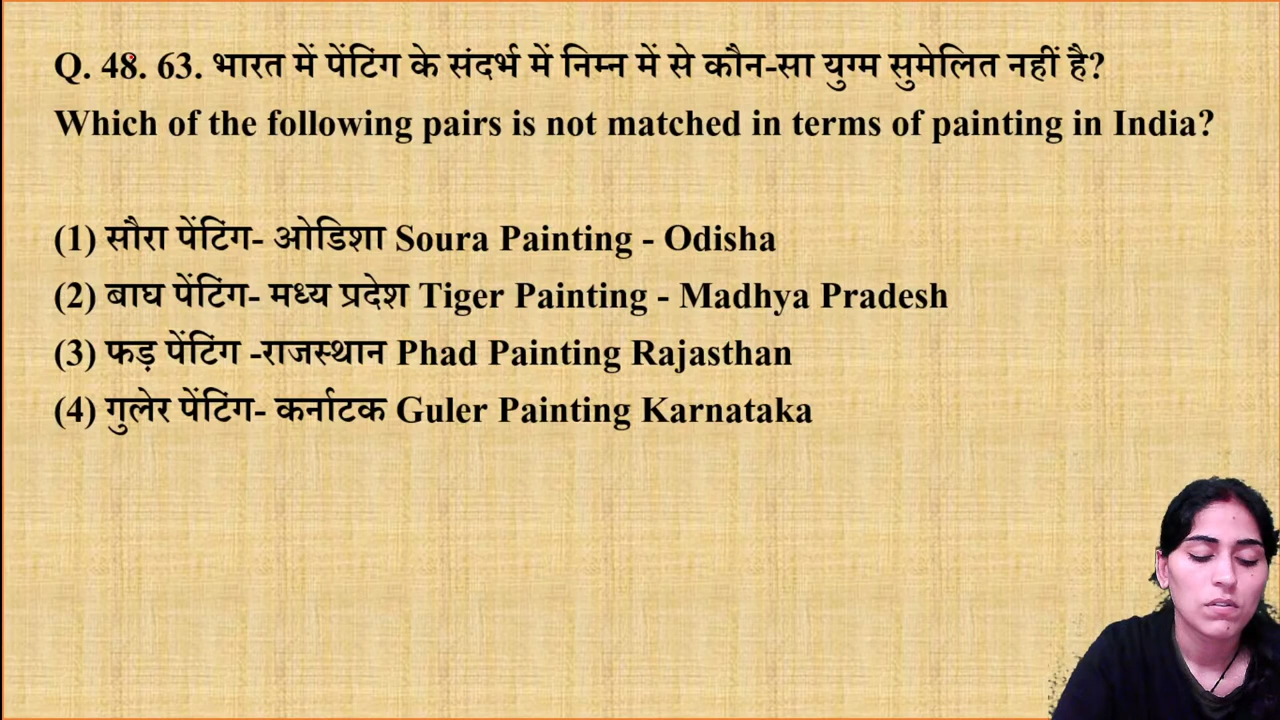 Q. 48. 63. भारत में पेंटिंग के संदर्भ में निम्न में से कौन-सा युग्म सुमेलित नहीं है?
Which of the following pairs is not matched in terms of painting in India?
(1) सौरा पेंटिंग- ओडिशा Soura Painting - Odisha
(2) बाघ पेंटिंग- मध्य प्रदेश Tiger Painting - Madhya Pradesh
(3) फड़ पेंटिंग -राजस्थान Phad Painting Rajasthan
(4) गुलेर पेंटिंग- कर्नाटक Guler Painting Karnataka